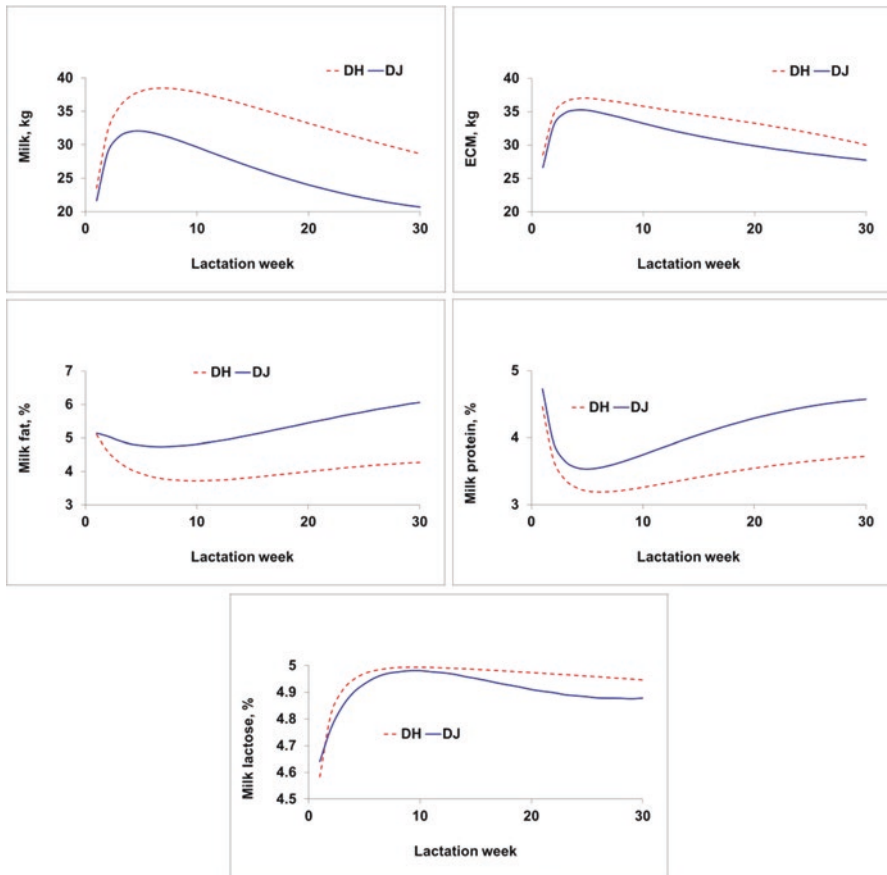 DH DJ
Milk, kg
40
35
30
25
20
0 10 20 30
Lactation week
DH DJ
ECM, kg
40
35
30
25
20
0 10 20 30
Lactation week
DH DJ
Milk fat, %
7
6
5
4
3
0 10 20 30
Lactation week
DH DJ
Milk protein, %
5
4
3
0 10 20 30
Lactation week
DH DJ
Milk lactose, %
5
4.9
4.8
4.7
4.6
4.5
0 10 20 30
Lactation week